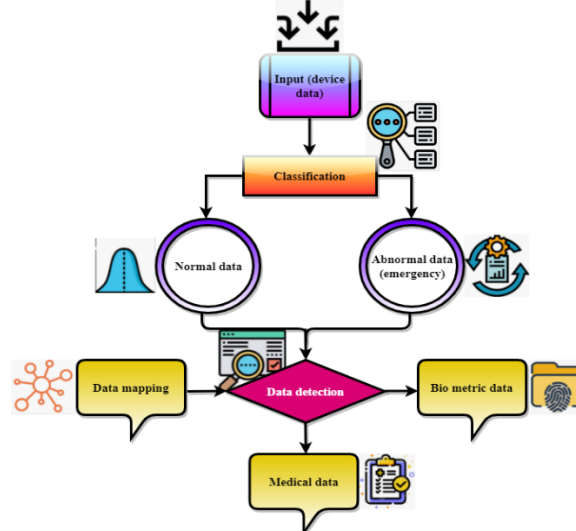 Input (device
data)
Classification
Normal data
Abnormal data
(emergency)
Data mapping
Data detection
Bio metric data
Medical data